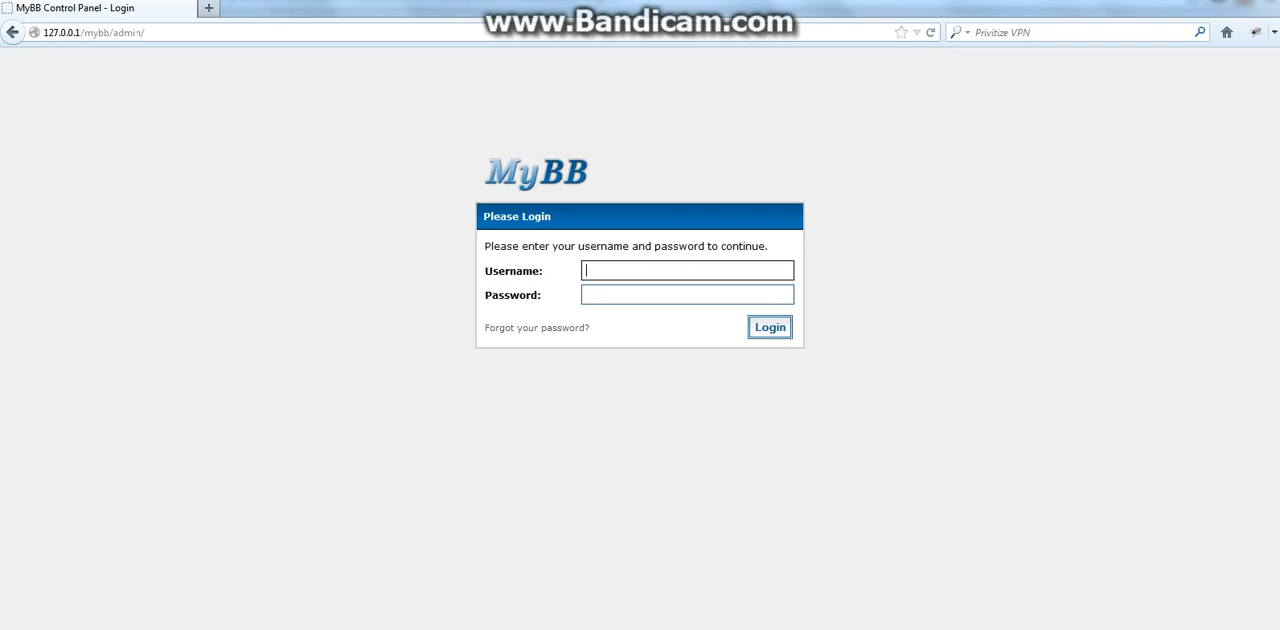 MyBB Control Panel - Login
www.Bandicam.com
127.0.0.1/mybb/admin/
Privitize VPN
MyBB
Please Login
Please enter your username and password to continue.
Username:
Password:
Forgot your password?
Login